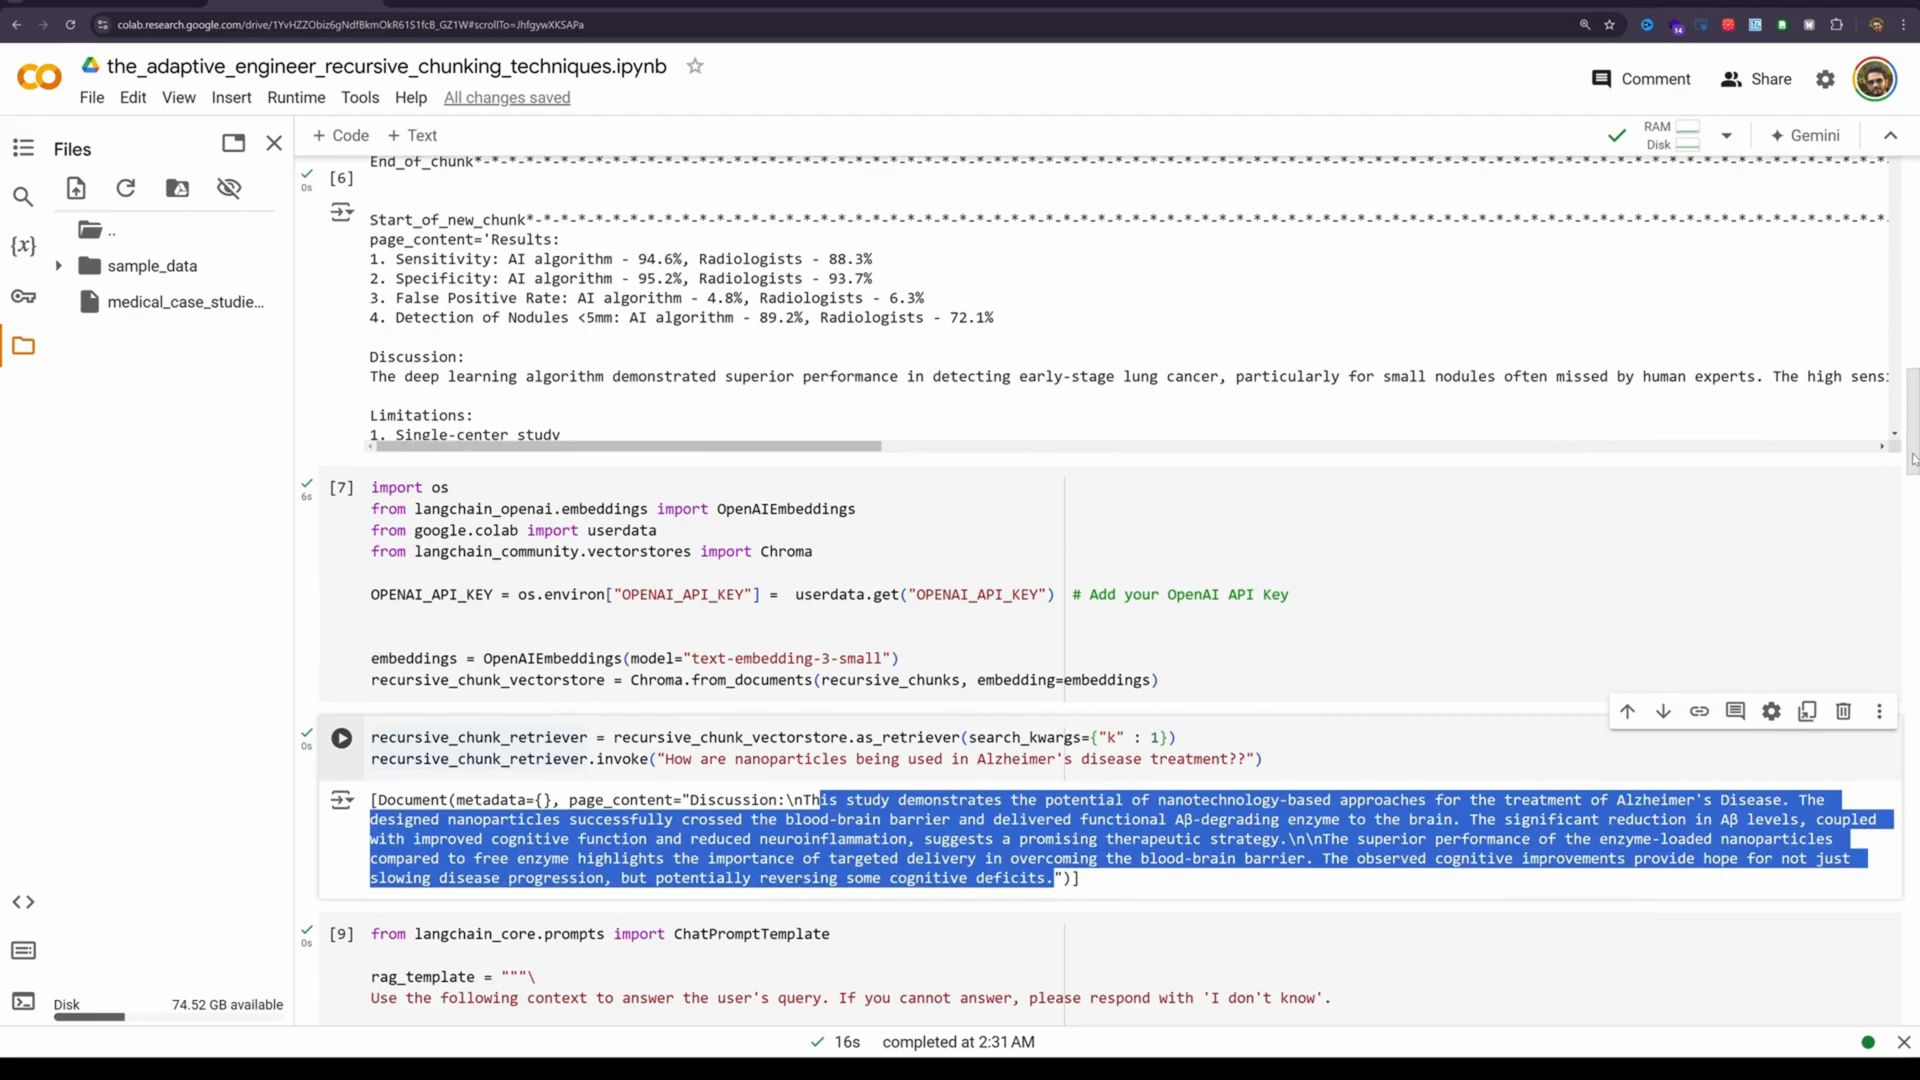 colab.research.google.com/drive/1YvHZZObiz6gNdfBkmOkR61S1fcB_GZ1W#scrollTo=JhfgywXKSAPa
14
CO
the_adaptive_engineer_recursive_chunking_techniques.ipynb
Comment
Share
File Edit View Insert Runtime Tools Help All changes saved
Files
+ Code + Text
RAM
Disk
Gemini
..
sample_data
medical_case_studie...
{x}
End_of_chunk*-*-*-*-*-*-*-*-*-*-*-*-*-*-*-*-*-*-*-*-*-*-*-*-*-*-*-*-*-*-*-*-*-*-*-*-*-*-*-*-*-*-*-*-*-*-*-*-*-*-*-*-*-*-*-*-*-*-*-*-*-*-*-*-*-*-*-*-*-*-*-*-*-*-*-*-*-*-*-*-*-*-
[6]
0s
Start_of_new_chunk*-*-*-*-*-*-*-*-*-*-*-*-*-*-*-*-*-*-*-*-*-*-*-*-*-*-*-*-*-*-*-*-*-*-*-*-*-*-*-*-*-*-*-*-*-*-*-*-*-*-*-*-*-*-*-*-*-*-*-*-*-*-*-*-*-*-*-*-*-*-*-*-*-*-*-*-*-*-*-
page_content='Results:
1. Sensitivity: AI algorithm - 94.6%, Radiologists - 88.3%
2. Specificity: AI algorithm - 95.2%, Radiologists - 93.7%
3. False Positive Rate: AI algorithm - 4.8%, Radiologists - 6.3%
4. Detection of Nodules <5mm: AI algorithm - 89.2%, Radiologists - 72.1%
Discussion:
The deep learning algorithm demonstrated superior performance in detecting early-stage lung cancer, particularly for small nodules often missed by human experts. The high sensi
Limitations:
1. Single-center study
[7]
6s
import os
from langchain_openai.embeddings import OpenAIEmbeddings
from google.colab import userdata
from langchain_community.vectorstores import Chroma
OPENAI_API_KEY = os.environ["OPENAI_API_KEY"] = userdata.get("OPENAI_API_KEY") # Add your OpenAI API Key
embeddings = OpenAIEmbeddings(model="text-embedding-3-small")
recursive_chunk_vectorstore = Chroma.from_documents(recursive_chunks, embedding=embeddings)
0s
recursive_chunk_retriever = recursive_chunk_vectorstore.as_retriever(search_kwargs={"k" : 1})
recursive_chunk_retriever.invoke("How are nanoparticles being used in Alzheimer's disease treatment??")
[Document(metadata={}, page_content="Discussion:\nThis study demonstrates the potential of nanotechnology-based approaches for the treatment of Alzheimer's Disease. The
designed nanoparticles successfully crossed the blood-brain barrier and delivered functional Aβ-degrading enzyme to the brain. The significant reduction in Aβ levels, coupled
with improved cognitive function and reduced neuroinflammation, suggests a promising therapeutic strategy.\n\nThe superior performance of the enzyme-loaded nanoparticles
compared to free enzyme highlights the importance of targeted delivery in overcoming the blood-brain barrier. The observed cognitive improvements provide hope for not just
slowing disease progression, but potentially reversing some cognitive deficits.")]
[9]
0s
from langchain_core.prompts import ChatPromptTemplate
rag_template = """\
Use the following context to answer the user's query. If you cannot answer, please respond with 'I don't know'.
Disk 74.52 GB available
16s completed at 2:31 AM